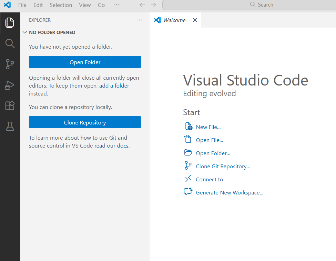 File Edit Selection View Go ... Search
EXPLORER ...
Welcome
NO FOLDER OPENED
You have not yet opened a folder.
Open Folder
Opening a folder will close all currently
open editors. To keep them open, add a folder
instead.
You can clone a repository locally.
Clone Repository
To learn more about how to use Git and
source control in VS Code read our docs.
Visual Studio Code
Editing evolved
Start
New File...
Open File...
Open Folder...
Clone Git Repository...
Connect to...
Generate New Workspace...